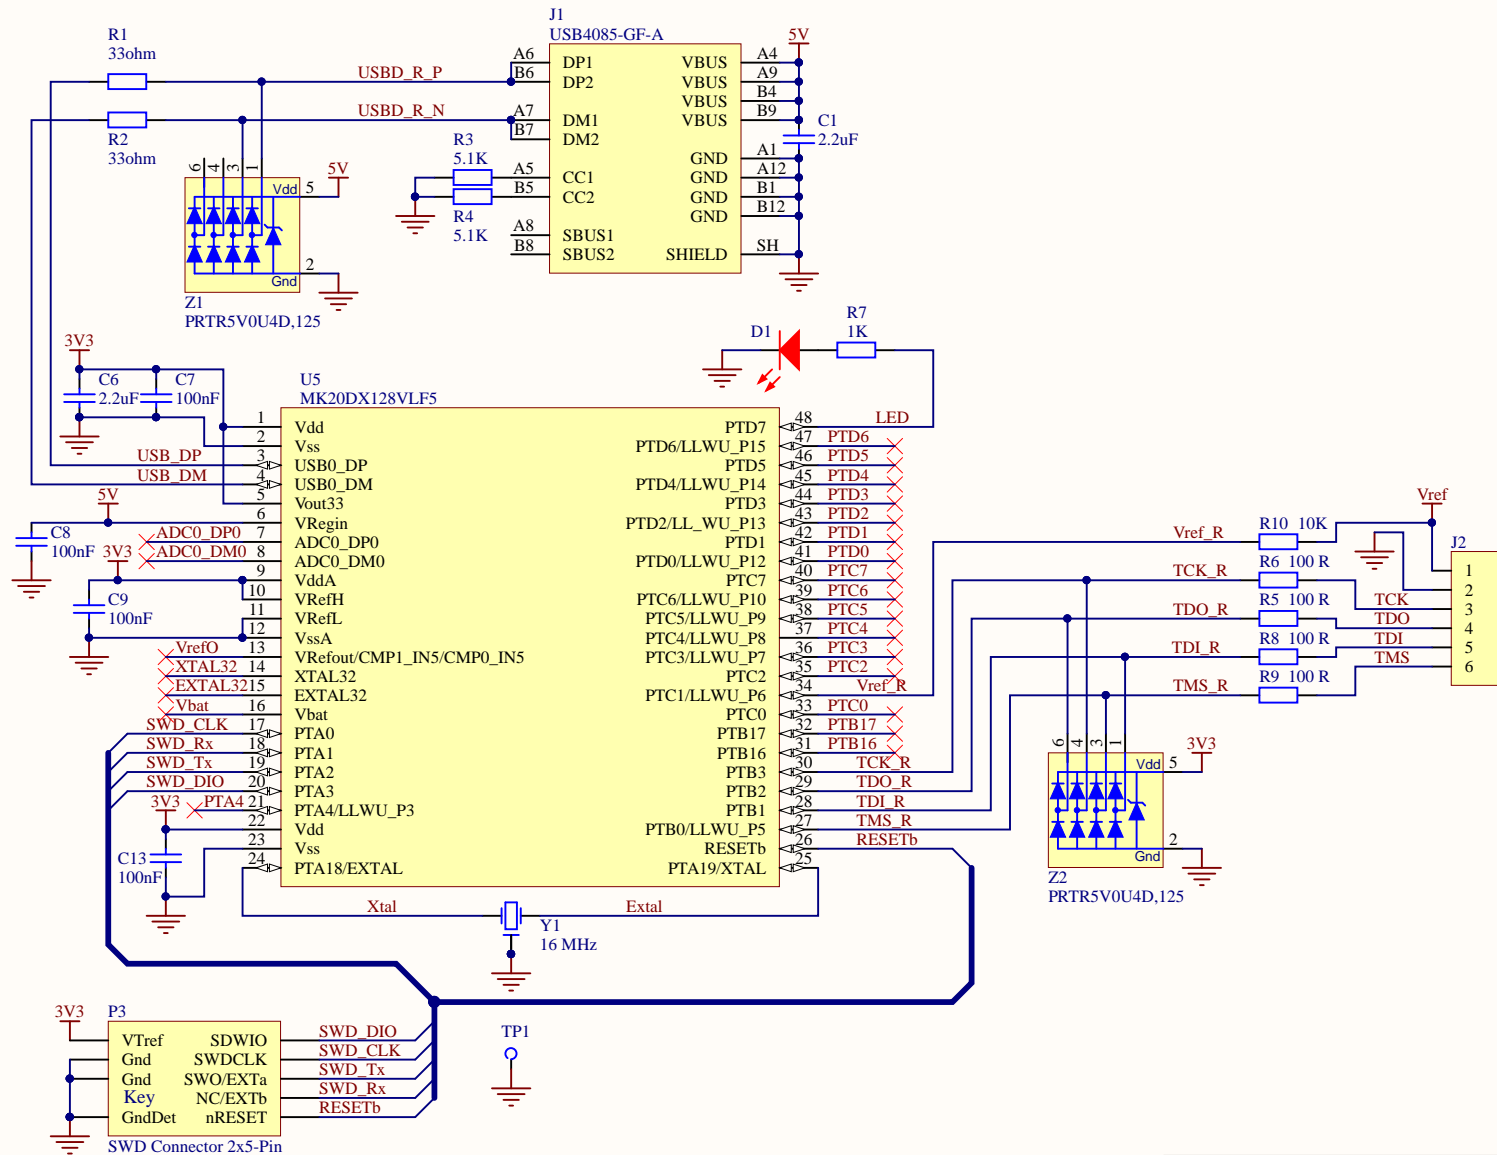 J1
USB4085-GF-A
R1
33ohm
R2
33ohm
USBD_R_P
USBD_R_N
A6 DP1
B6 DP2
A7 DM1
B7 DM2
A5 CC1
B5 CC2
A8 SBUS1
B8 SBUS2
VBUS A4
VBUS A9
VBUS B4
VBUS B9
GND A1
GND A12
GND B1
GND B12
SHIELD SH
5V
C1
2.2uF
R3
5.1K
R4
5.1K
6 4 3 1
Vdd 5
5V
Gnd 2
Z1
PRTR5V0U4D,125
D1
R7
1K
LED
3V3
C6
2.2uF
C7
100nF
U5
MK20DX128VLF5
1 Vdd
2 Vss
USB_DP 3 USB0_DP
USB_DM 4 USB0_DM
5 Vout33
5V
6 VRegin
C8
100nF
ADC0_DP0 7 ADC0_DP0
ADC0_DM0 8 ADC0_DM0
3V3
9 VddA
10 VRefH
C9
100nF
11 VRefL
12 VssA
VrefO 13 VRefout/CMP1_IN5/CMP0_IN5
XTAL32 14 XTAL32
EXTAL32 15 EXTAL32
Vbat 16 Vbat
SWD_CLK 17 PTA0
SWD_Rx 18 PTA1
SWD_Tx 19 PTA2
SWD_DIO 20 PTA3
3V3
PTA4 21 PTA4/LLWU_P3
22 Vdd
23 Vss
24 PTA18/EXTAL
C13
100nF
PTD7 48
PTD6/LLWU_P15 47 PTD6
PTD5 46 PTD5
PTD4/LLWU_P14 45 PTD4
PTD3 44 PTD3
PTD2/LL_WU_P13 43 PTD2
PTD1 42 PTD1
PTD0/LLWU_P12 41 PTD0
PTC7 40 PTC7
PTC6/LLWU_P10 39 PTC6
PTC5/LLWU_P9 38 PTC5
PTC4/LLWU_P8 37 PTC4
PTC3/LLWU_P7 36 PTC3
PTC2 35 PTC2
PTC1/LLWU_P6 34 Vref_R
PTC0 33 PTC0
PTB17 32 PTB17
PTB16 31 PTB16
PTB3 30 TCK_R
PTB2 29 TDO_R
PTB1 28 TDI_R
PTB0/LLWU_P5 27 TMS_R
RESETb 26 RESETb
PTA19/XTAL 25
Xtal
Extal
Y1
16 MHz
Vref
Vref_R R10 10K
TCK_R R6 100 R
TDO_R R5 100 R
TDI_R R8 100 R
TMS_R R9 100 R
J2
1
2
TCK 3
TDO 4
TDI 5
TMS 6
6 4 3 1
Vdd 5
3V3
Gnd 2
Z2
PRTR5V0U4D,125
3V3
P3
VTref SDWIO SWD_DIO
Gnd SWDCLK SWD_CLK
Gnd SWO/EXTa SWD_Tx
Key NC/EXTb SWD_Rx
GndDet nRESET RESETb
SWD Connector 2x5-Pin
TP1